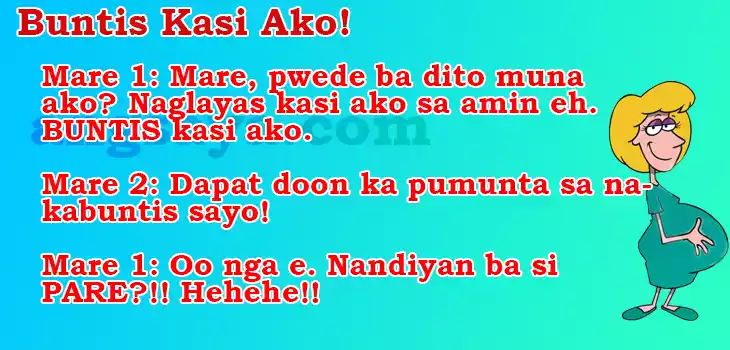 Buntis Kasi Ako!
Mare 1: Mare, pwede ba dito muna
ako? Naglayas kasi ako sa amin eh.
BUNTIS kasi ako.
Mare 2: Dapat doon ka pumunta sa na-
kabuntis sayo!
Mare 1: Oo nga e. Nandiyan ba si
PARE?!! Hehehe!!